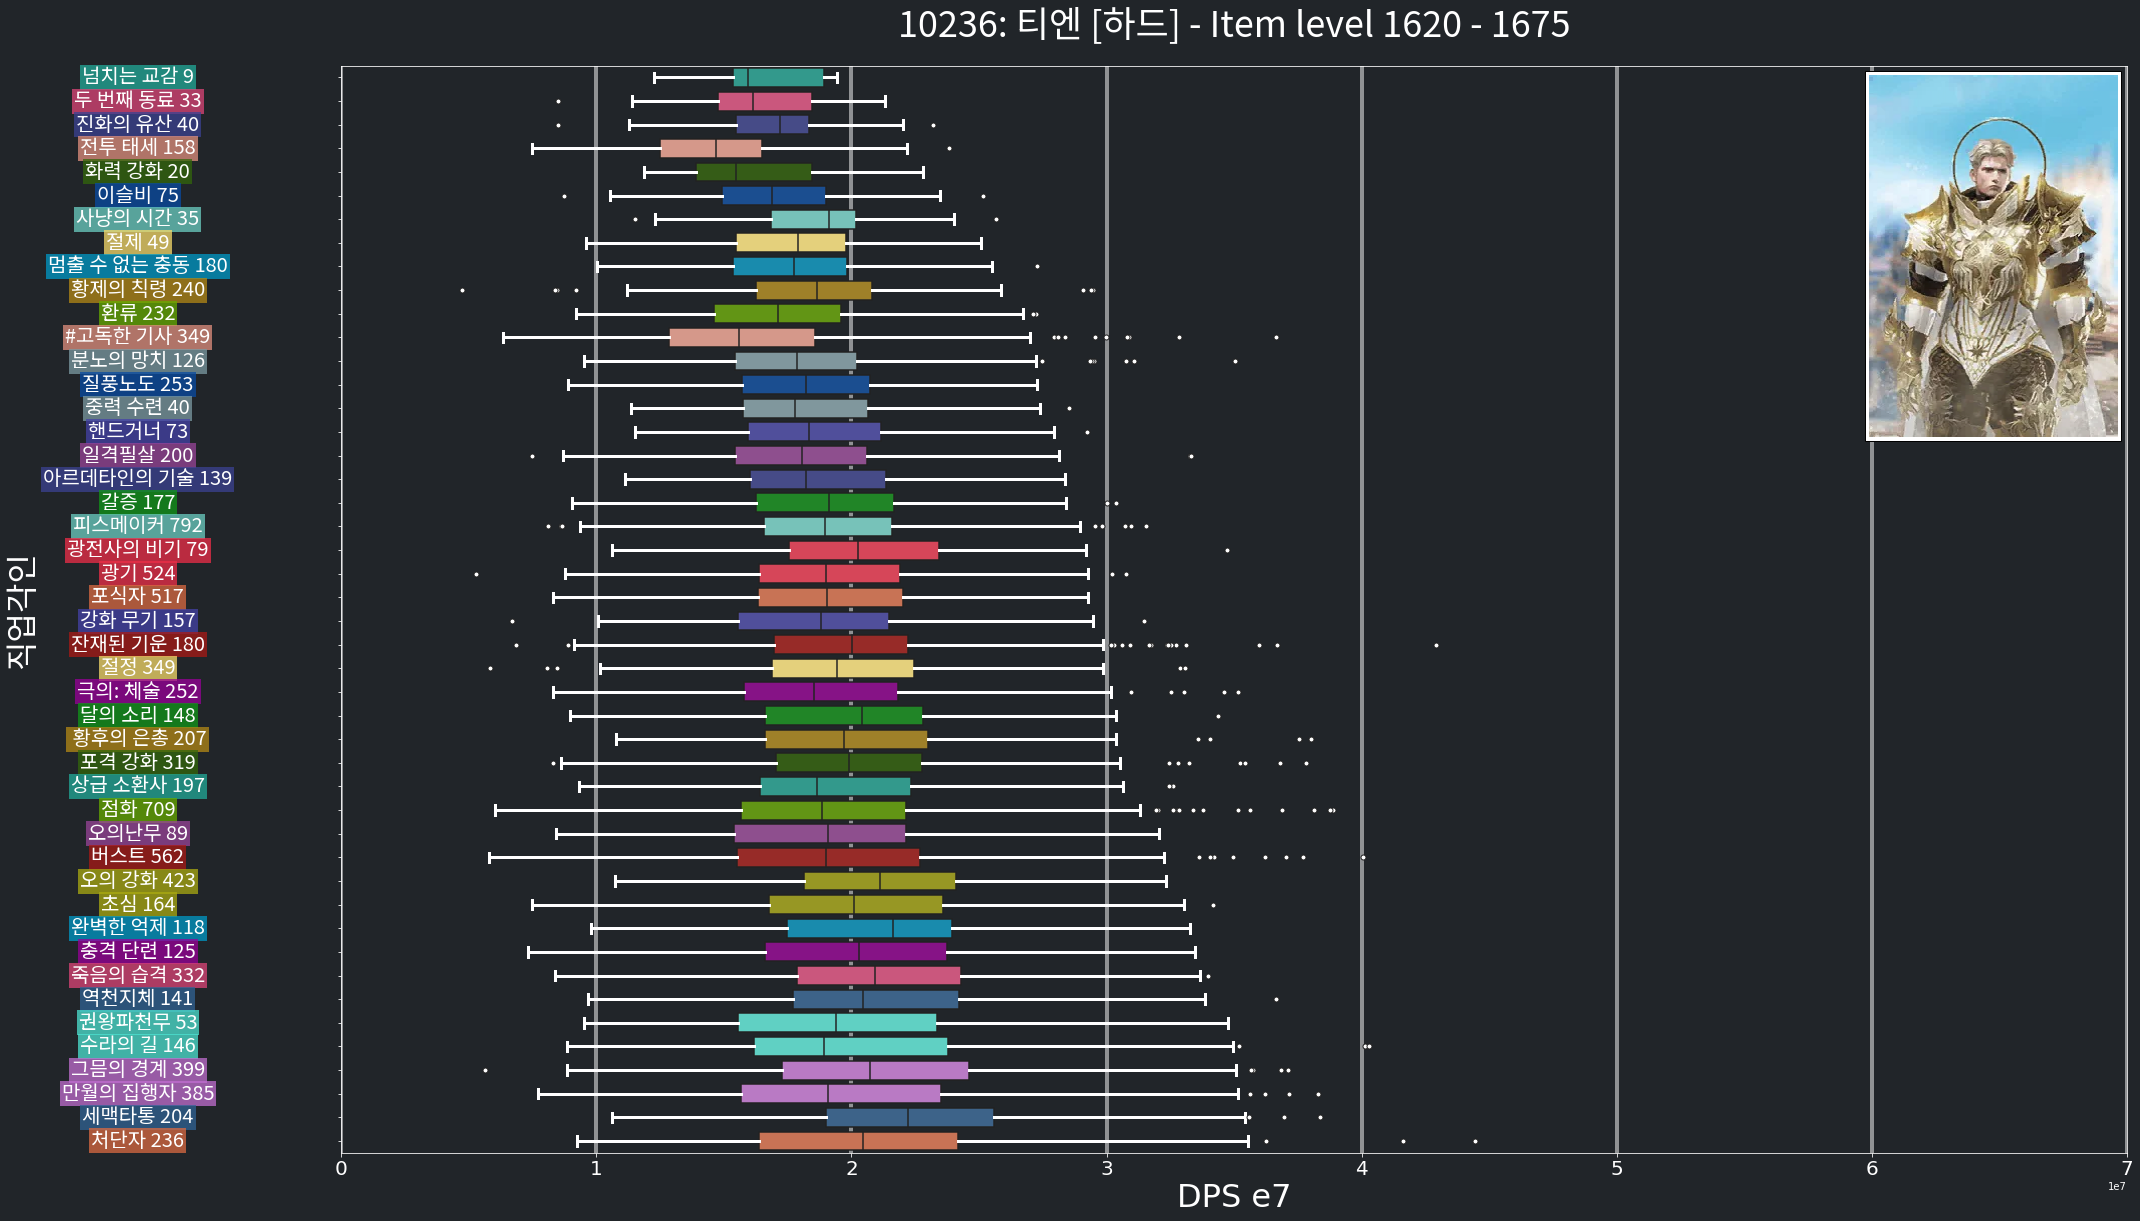 10236: 티엔 [하드] - Item level 1620 - 1675
넘치는 교감 9
두 번째 동료 33
진화의 유산 40
전투 태세 158
화력 강화 20
이슬비 75
사냥의 시간 35
절제 49
멈출 수 없는 충동 180
황제의 칙령 240
환류 232
#고독한 기사 349
분노의 망치 126
질풍노도 253
중력 수련 40
핸드거너 73
일격필살 200
아르데타인의 기술 139
갈증 177
피스메이커 792
광전사의 비기 79
광기 524
포식자 517
강화 무기 157
잔재된 기운 180
절정 349
극의: 체술 252
달의 소리 148
황후의 은총 207
포격 강화 319
상급 소환사 197
점화 709
오의난무 89
버스트 562
오의 강화 423
초심 164
완벽한 억제 118
충격 단련 125
죽음의 습격 332
역천지체 141
권왕파천무 53
수라의 길 146
그믐의 경계 399
만월의 집행자 385
세맥타통 204
처단자 236
직업각인
0 1 2 3 4 5 6 7
1e7
DPS e7